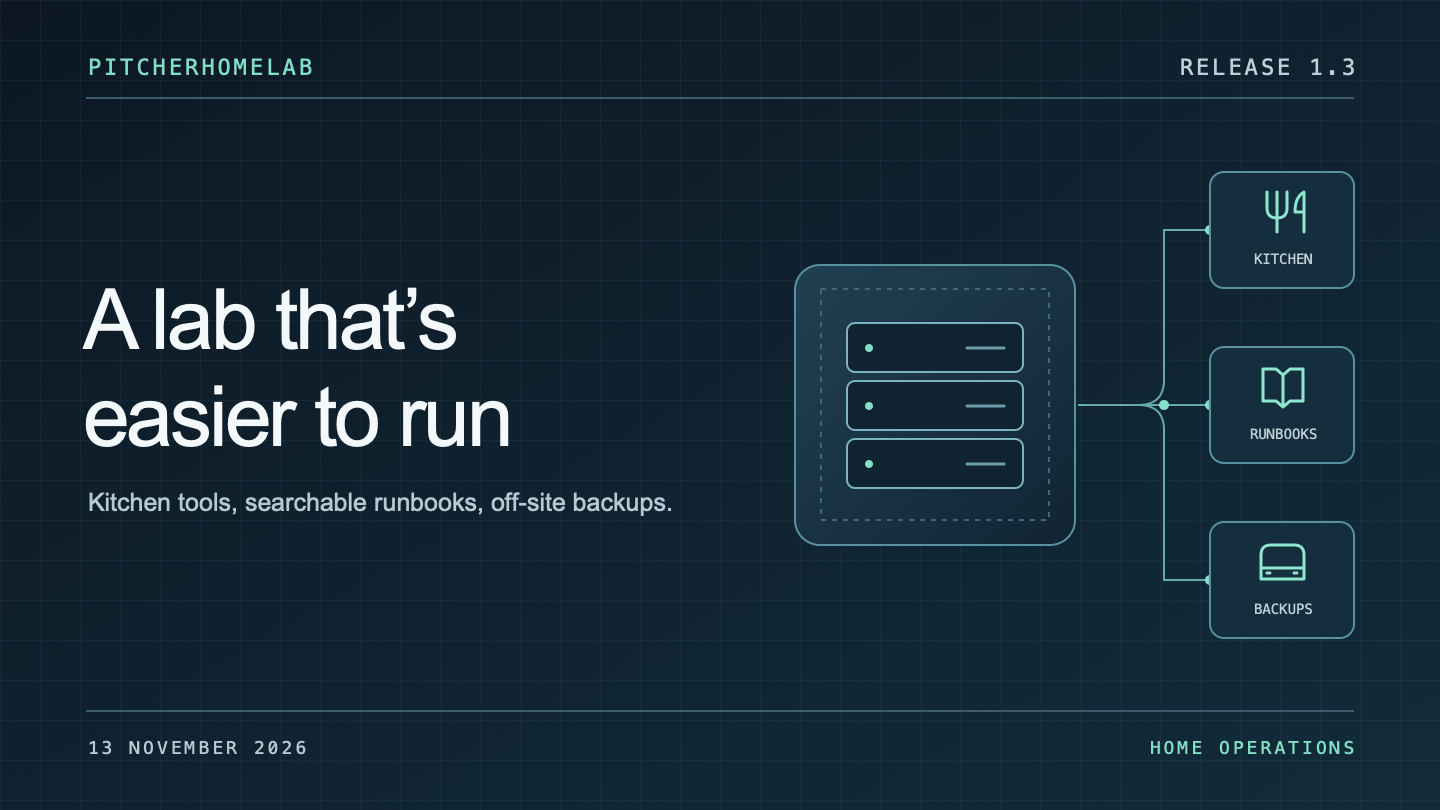 PITCHERHOMELAB
RELEASE 1.3
A lab that’s
easier to run
Kitchen tools, searchable runbooks, off-site backups.
KITCHEN
RUNBOOKS
BACKUPS
13 NOVEMBER 2026
HOME OPERATIONS